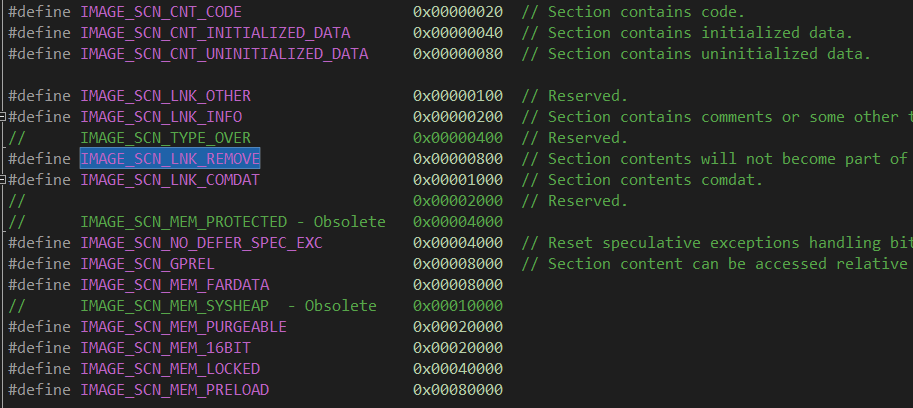 #define IMAGE_SCN_CNT_CODE 0x00000020 // Section contains code.
#define IMAGE_SCN_CNT_INITIALIZED_DATA 0x00000040 // Section contains initialized data.
#define IMAGE_SCN_CNT_UNINITIALIZED_DATA 0x00000080 // Section contains uninitialized data.
#define IMAGE_SCN_LNK_OTHER 0x00000100 // Reserved.
#define IMAGE_SCN_LNK_INFO 0x00000200 // Section contains comments or some other t
// IMAGE_SCN_TYPE_OVER 0x00000400 // Reserved.
#define IMAGE_SCN_LNK_REMOVE 0x00000800 // Section contents will not become part of
#define IMAGE_SCN_LNK_COMDAT 0x00001000 // Section contents comdat.
// 0x00002000 // Reserved.
// IMAGE_SCN_MEM_PROTECTED - Obsolete 0x00004000
#define IMAGE_SCN_NO_DEFER_SPEC_EXC 0x00004000 // Reset speculative exceptions handling bit
#define IMAGE_SCN_GPREL 0x00008000 // Section content can be accessed relative
#define IMAGE_SCN_MEM_FARDATA 0x00008000
// IMAGE_SCN_MEM_SYSHEAP - Obsolete 0x00010000
#define IMAGE_SCN_MEM_PURGEABLE 0x00020000
#define IMAGE_SCN_MEM_16BIT 0x00020000
#define IMAGE_SCN_MEM_LOCKED 0x00040000
#define IMAGE_SCN_MEM_PRELOAD 0x00080000